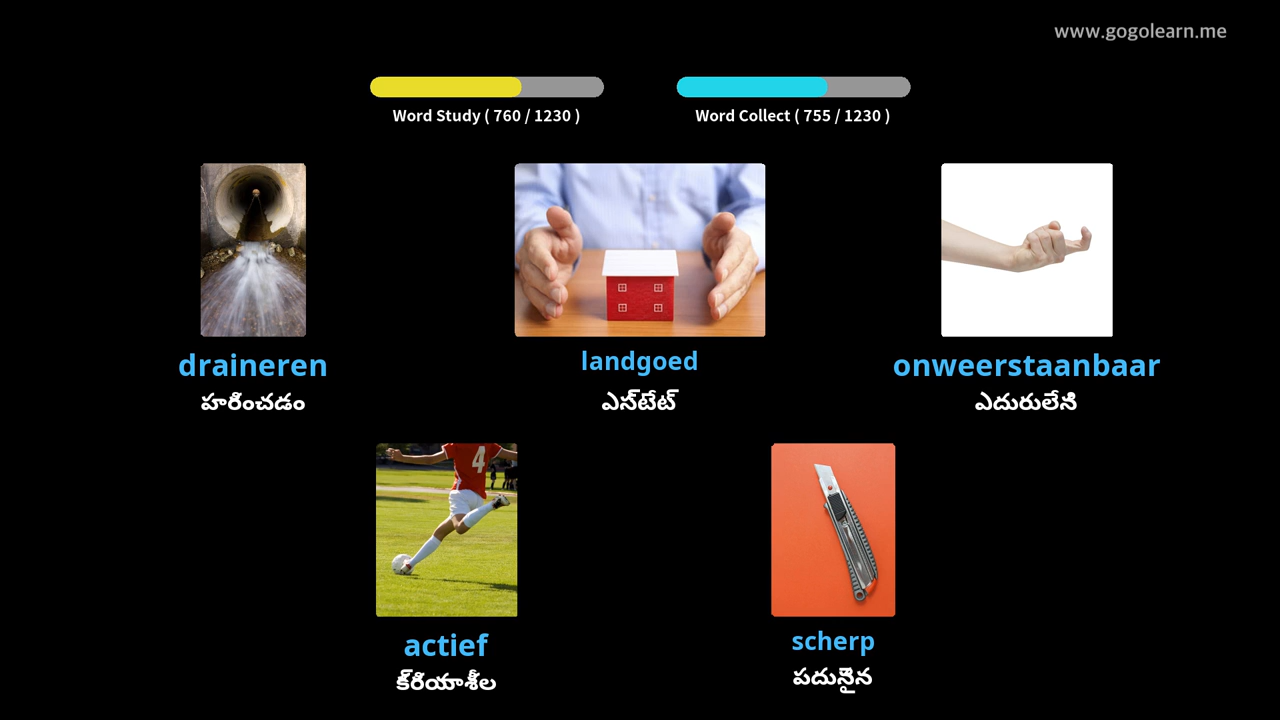 www.gogolearn.me
Word Study ( 760 / 1230 )
Word Collect ( 755 / 1230 )
draineren
హరించడం
landgoed
ఎస్టేట్
onweerstaanbaar
ఎదురులేని
4
actief
క్రియాశీల
scherp
పదునైన